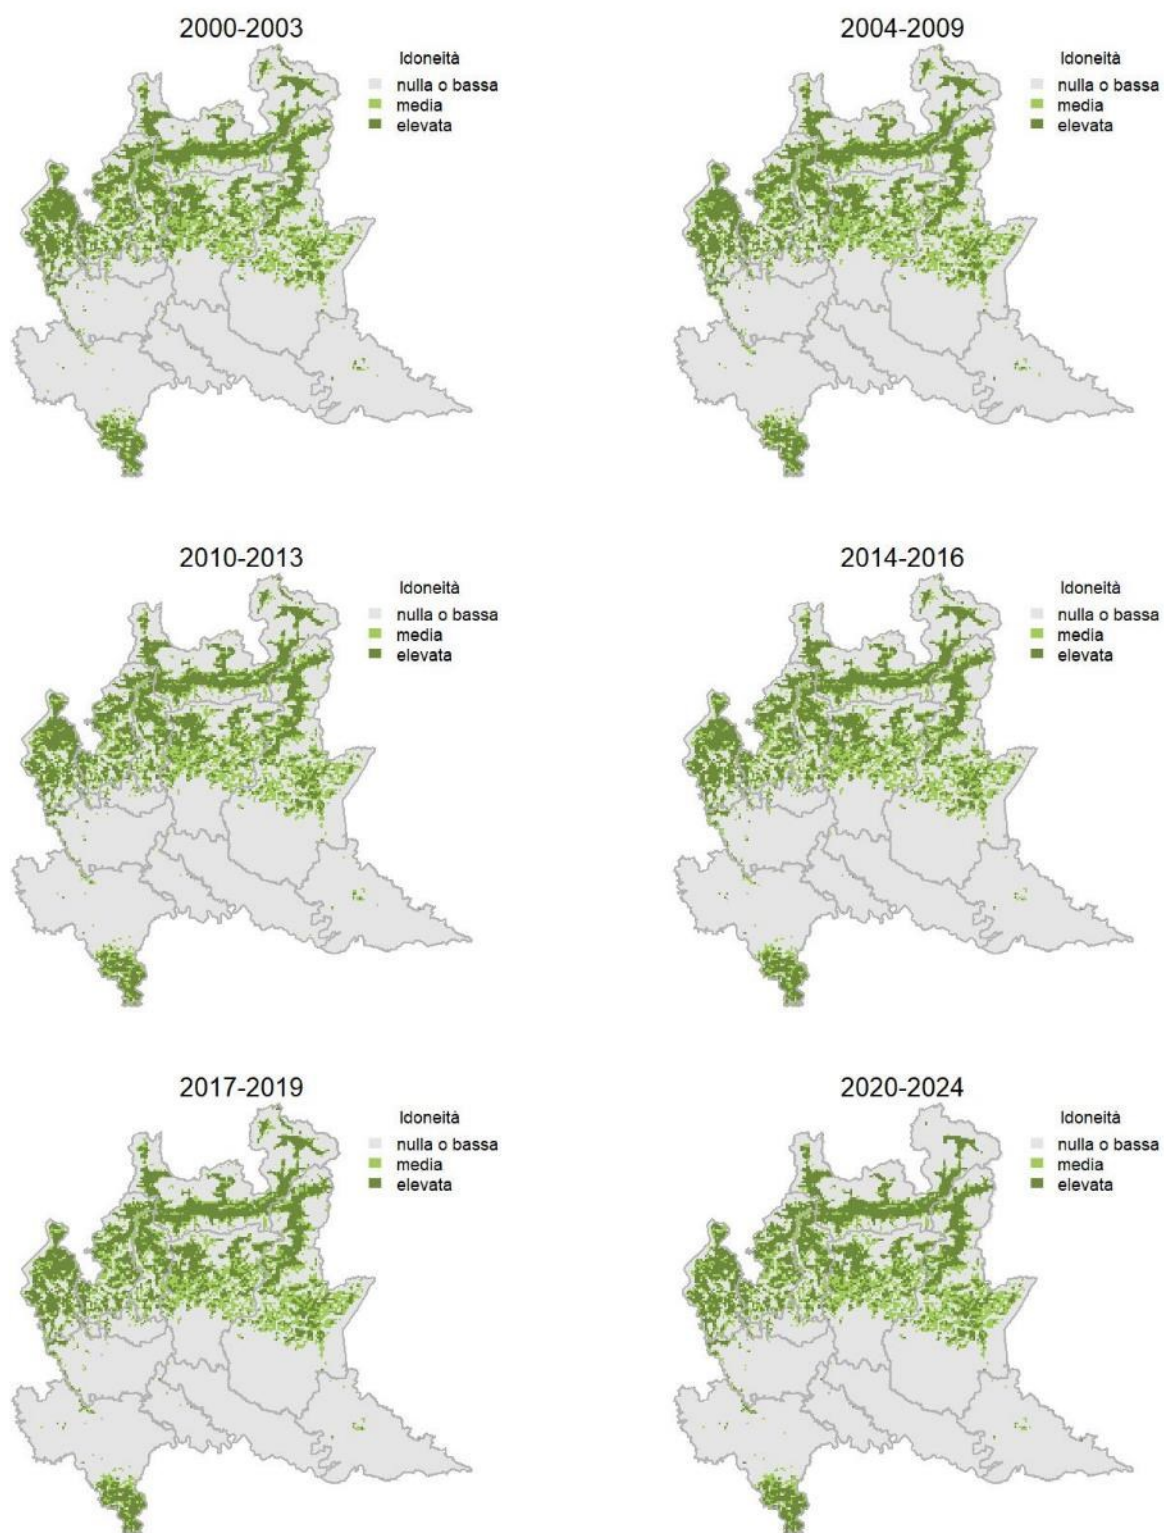 2000-2003
Idoneità
nulla o bassa
media
elevata
2004-2009
Idoneità
nulla o bassa
media
elevata
2010-2013
Idoneità
nulla o bassa
media
elevata
2014-2016
Idoneità
nulla o bassa
media
elevata
2017-2019
Idoneità
nulla o bassa
media
elevata
2020-2024
Idoneità
nulla o bassa
media
elevata